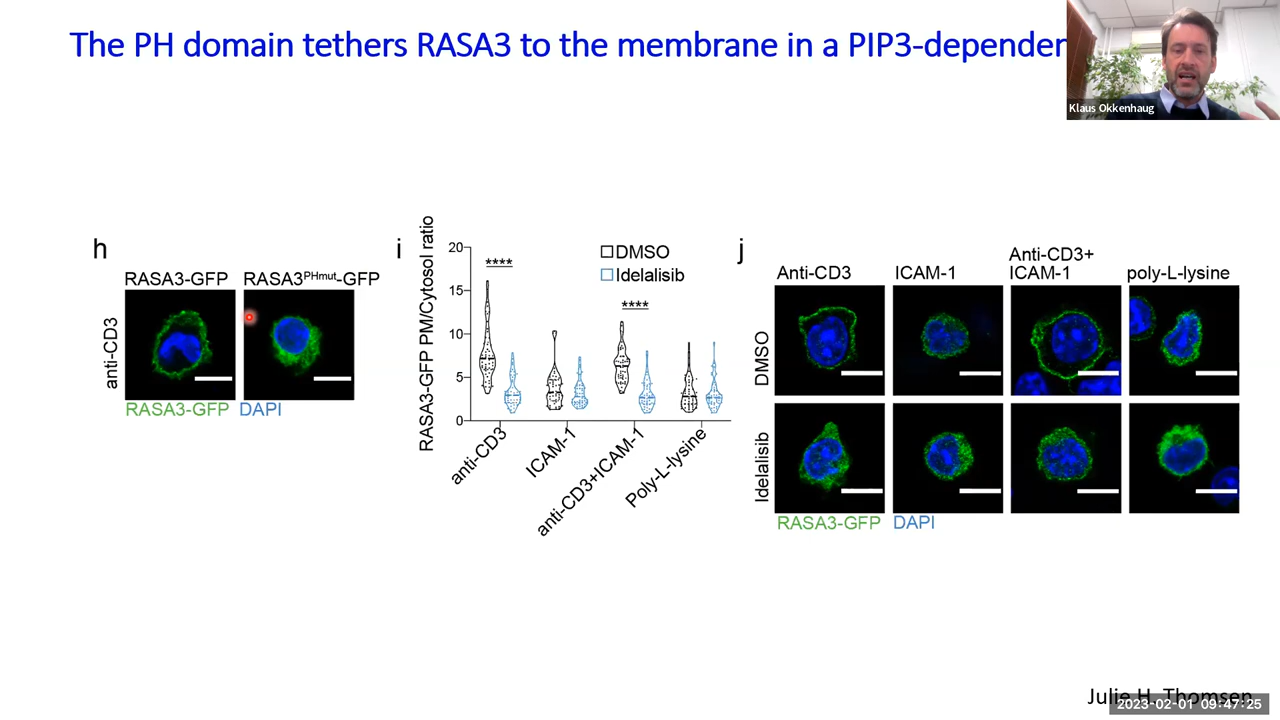 The PH domain tethers RASA3 to the membrane in a PIP3-dependen
Klaus Okkenhaug
h
RASA3-GFP
RASA3PHmut-GFP
anti-CD3
RASA3-GFP DAPI
i
RASA3-GFP PM/Cytosol ratio
20
15
10
5
0
****
****
DMSO
Idelalisib
anti-CD3
ICAM-1
anti-CD3+ICAM-1
Poly-L-lysine
j
Anti-CD3
ICAM-1
Anti-CD3+
ICAM-1
poly-L-lysine
DMSO
Idelalisib
RASA3-GFP DAPI
Julie H. Thomsen
2023-02-01 09:47:25